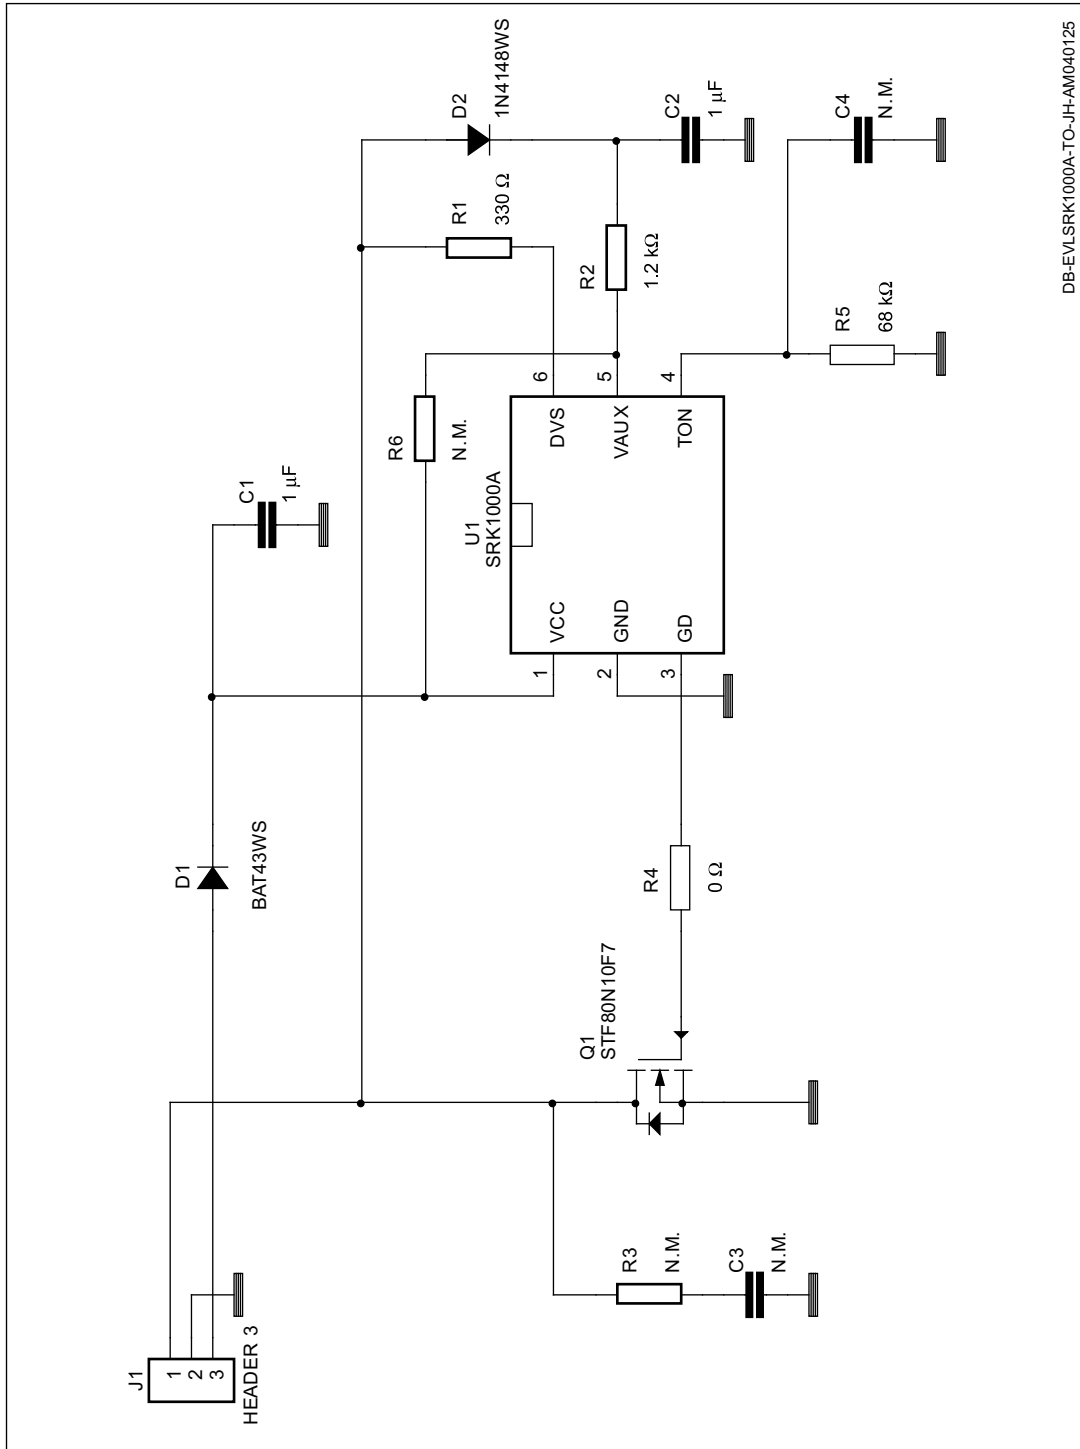 J1
1
2
3
HEADER 3
D1
BAT43WS
C1
1 µF
R3
N.M.
C3
N.M.
Q1
STF80N10F7
R4
0 Ω
R6
N.M.
U1
SRK1000A
VCC
GND
GD
1
2
3
DVS
VAUX
TON
6
5
4
D2
1N4148WS
R1
330 Ω
R2
1.2 kΩ
C2
1 µF
R5
68 kΩ
C4
N.M.
DB-EVLSRK1000A-TO-JH-AM040125